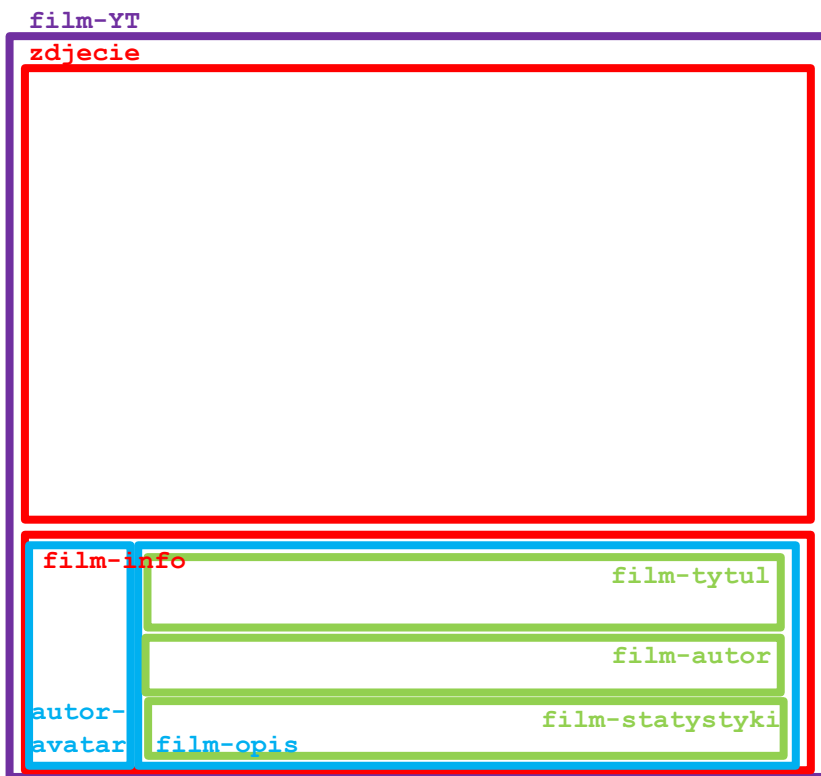 film-YT
zdjecie
film-info
film-tytul
film-autor
autor-
avatar
film-opis
film-statystyki